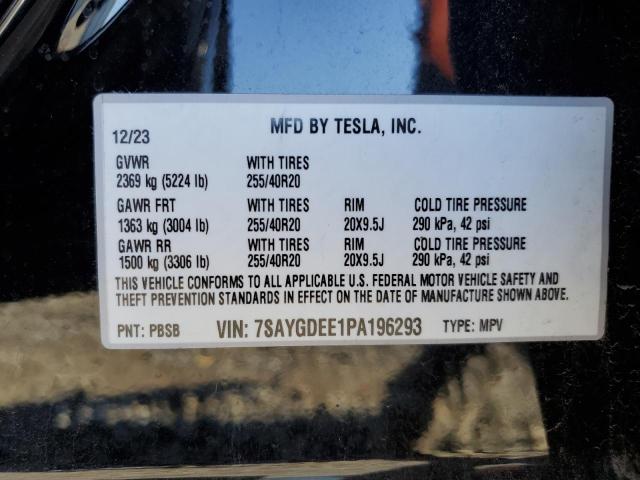 MFD BY TESLA, INC.
12/23
GVWR WITH TIRES
2369 kg (5224 lb) 255/40R20
GAWR FRT WITH TIRES RIM COLD TIRE PRESSURE
1363 kg (3004 lb) 255/40R20 20X9.5J 290 kPa, 42 psi
GAWR RR WITH TIRES RIM COLD TIRE PRESSURE
1500 kg (3306 lb) 255/40R20 20X9.5J 290 kPa, 42 psi
THIS VEHICLE CONFORMS TO ALL APPLICABLE U.S. FEDERAL MOTOR VEHICLE SAFETY AND
THEFT PREVENTION STANDARDS IN EFFECT ON THE DATE OF MANUFACTURE SHOWN ABOVE.
PNT: PBSB VIN: 7SAYGDEE1PA196293 TYPE: MPV